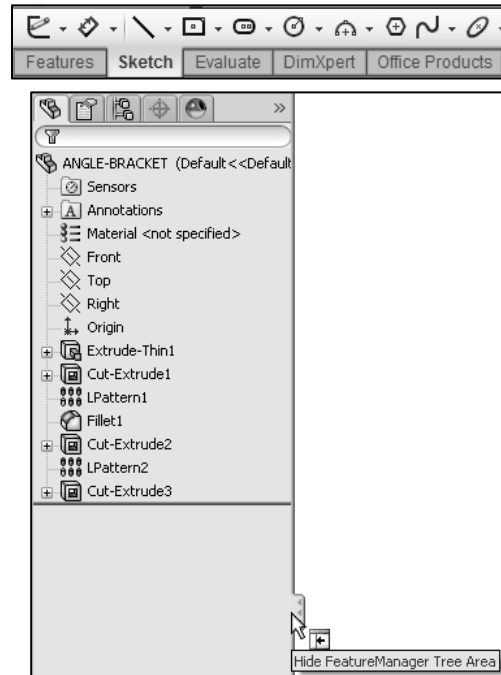 Features Sketch Evaluate DimXpert Office Products
ANGLE-BRACKET (Default<<Default
Sensors
A Annotations
Material <not specified>
Front
Top
Right
Origin
Extrude-Thin1
Cut-Extrude1
LPattern1
Fillet1
Cut-Extrude2
LPattern2
Cut-Extrude3
Hide FeatureManager Tree Area